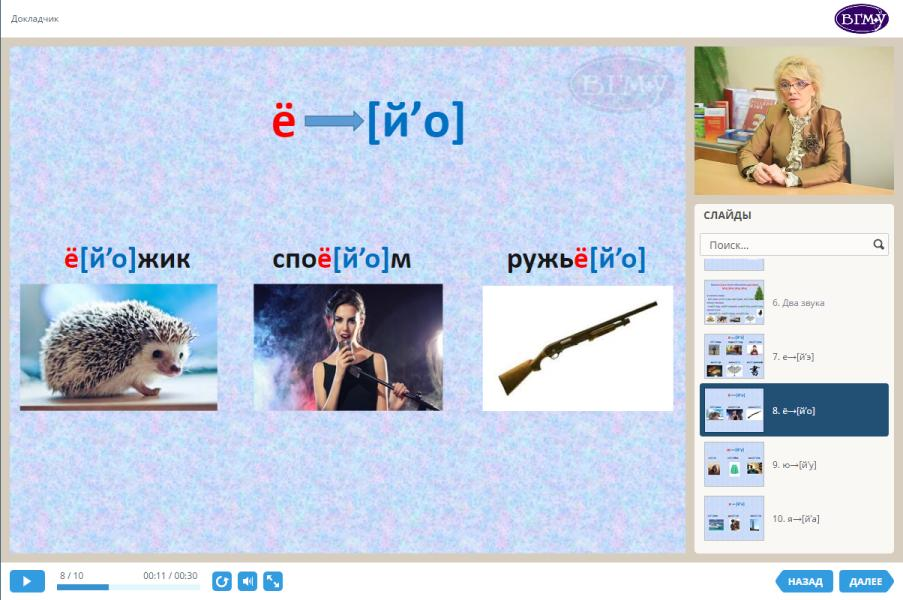 Докладчик
ВГМУ
ВГМУ
ё [й’о]
ё[й’о]жик
споё[й’о]м
ружьё[й’о]
СЛАЙДЫ
Поиск...
6. Два звука
7. е→[й'э]
8. ё→[й'о]
9. ю→[й'у]
10. я→[й'а]
8 / 10
00:11 / 00:30
НАЗАД
ДАЛЕЕ